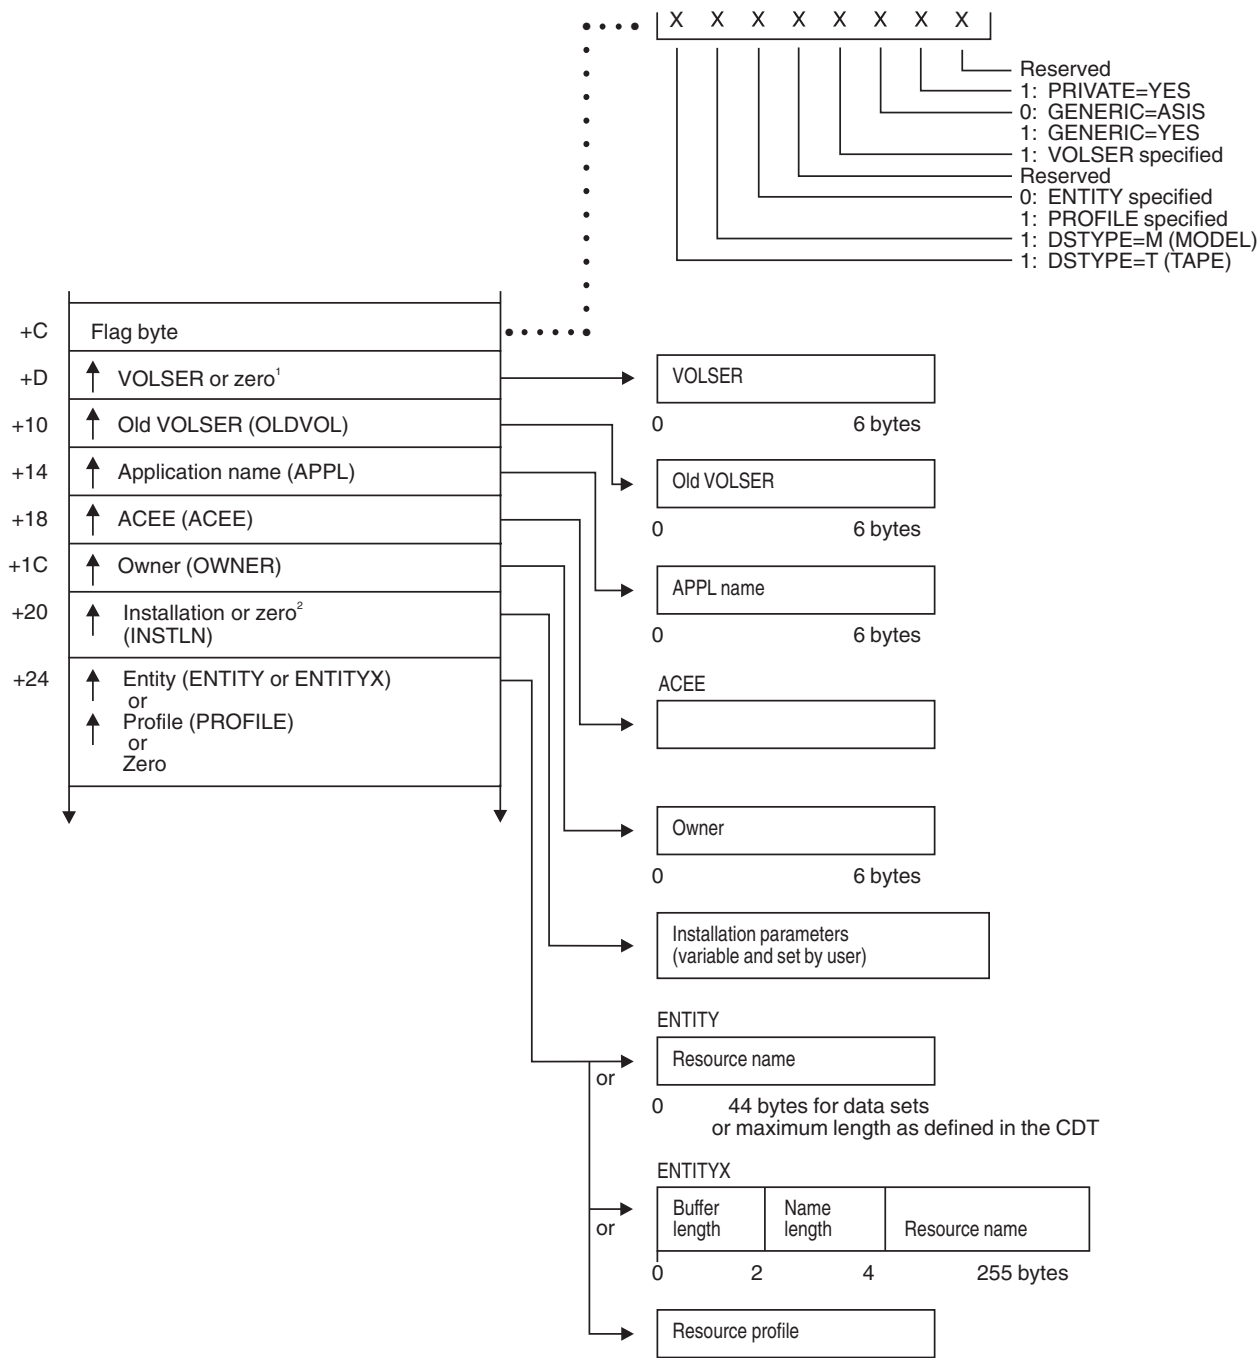 X X X X X X X X
Reserved
1: PRIVATE=YES
0: GENERIC=ASIS
1: GENERIC=YES
1: VOLSER specified
Reserved
0: ENTITY specified
1: PROFILE specified
1: DSTYPE=M (MODEL)
1: DSTYPE=T (TAPE)
+C Flag byte
+D VOLSER or zero¹
+10 Old VOLSER (OLDVOL)
+14 Application name (APPL)
+18 ACEE (ACEE)
+1C Owner (OWNER)
+20 Installation or zero²
(INSTLN)
+24 Entity (ENTITY or ENTITYX)
or
Profile (PROFILE)
or
Zero
VOLSER
0 6 bytes
Old VOLSER
0 6 bytes
APPL name
0 6 bytes
ACEE
Owner
0 6 bytes
Installation parameters
(variable and set by user)
ENTITY
Resource name
or
0 44 bytes for data sets
or maximum length as defined in the CDT
ENTITYX
Buffer length
Name length
Resource name
or
0 2 4 255 bytes
Resource profile